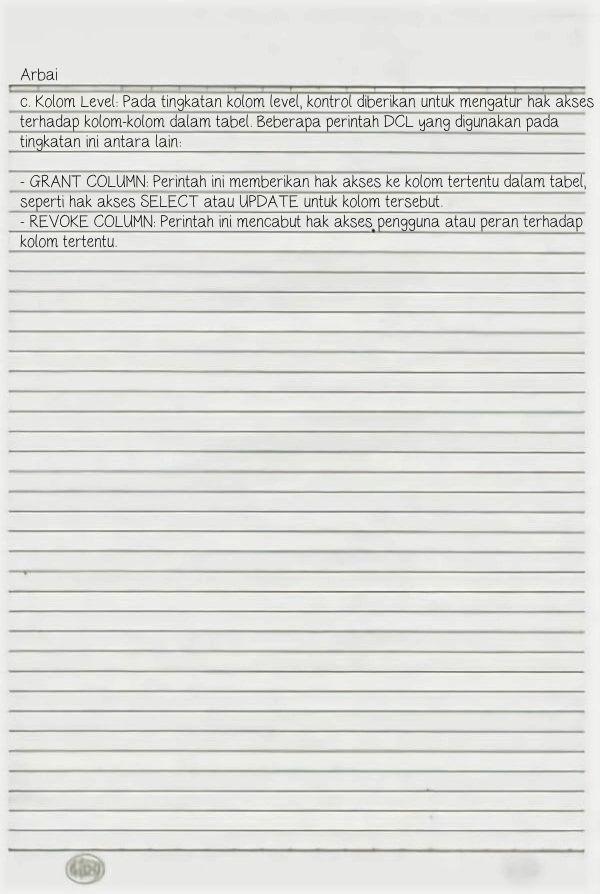 Arbai
c. Kolom Level: Pada tingkatan kolom level, kontrol diberikan untuk mengatur hak akses
terhadap kolom-kolom dalam tabel. Beberapa perintah DCL yang digunakan pada
tingkatan ini antara lain:
- GRANT COLUMN: Perintah ini memberikan hak akses ke kolom tertentu dalam tabel,
seperti hak akses SELECT atau UPDATE untuk kolom tersebut.
- REVOKE COLUMN: Perintah ini mencabut hak akses pengguna atau peran terhadap
kolom tertentu.